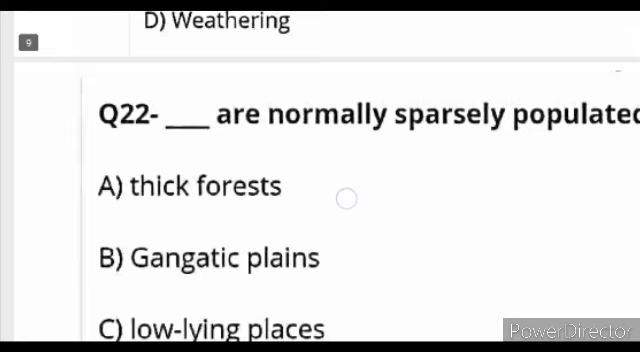 D) Weathering
9
Q22- ___ are normally sparsely populated
A) thick forests
B) Gangatic plains
C) low-lying places
PowerDirector